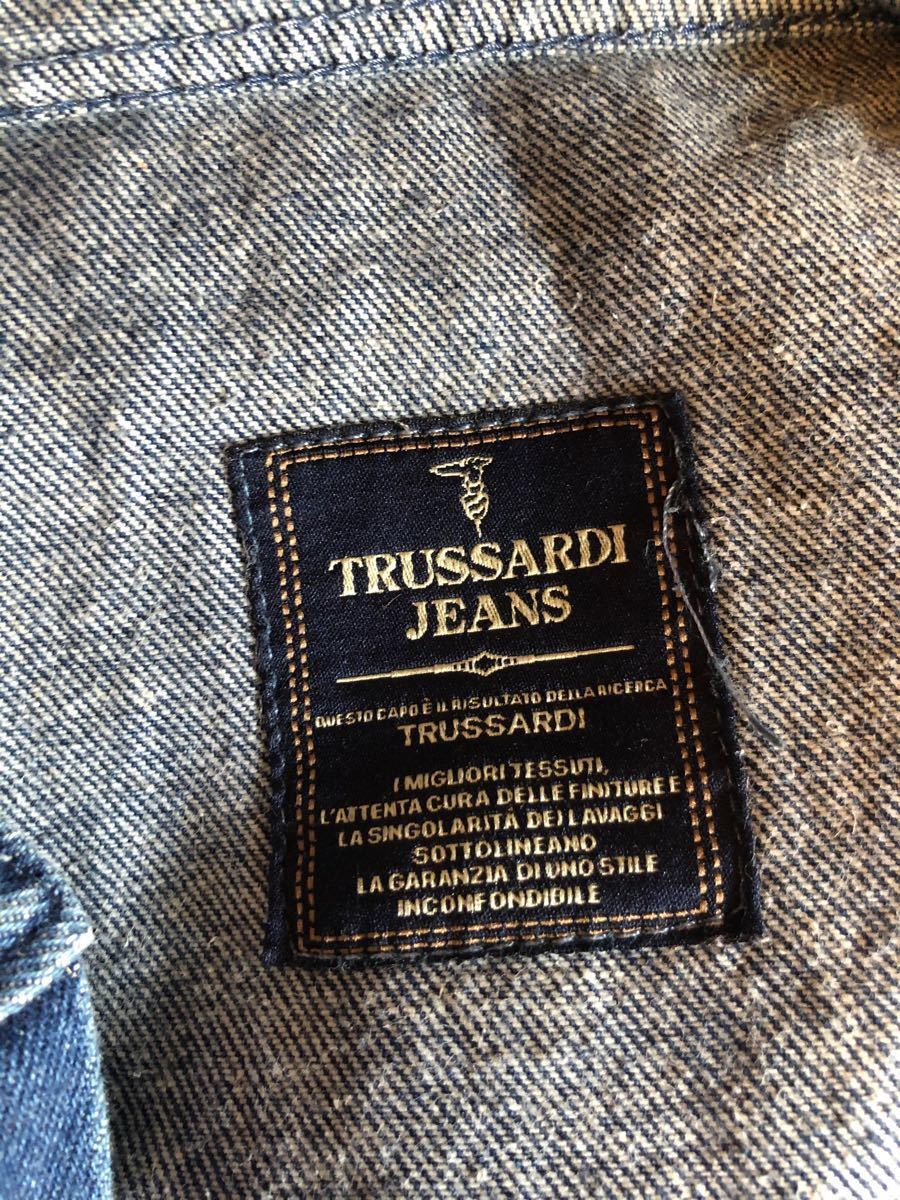 TRUSSARDI
JEANS
QUESTO CAPO È IL RISULTATO DELLA RICERCA
TRUSSARDI
I MIGLIORI TESSUTI,
L'ATTENTA CURA DELLE FINITURE E
LA SINGOLARITÀ DEI LAVAGGI
SOTTOLINEANO
LA GARANZIA DI UNO STILE
INCONFONDIBILE